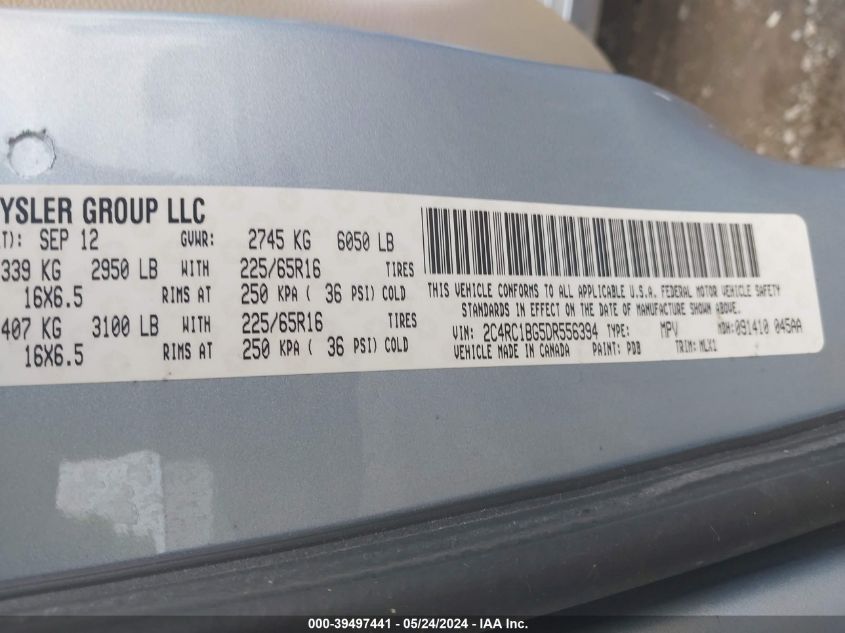 YSLER GROUP LLC
T): SEP 12 GVWR: 2745 KG 6050 LB
339 KG 2950 LB WITH 225/65R16 TIRES
16X6.5 RIMS AT 250 KPA ( 36 PSI) COLD
407 KG 3100 LB WITH 225/65R16 TIRES
16X6.5 RIMS AT 250 KPA ( 36 PSI) COLD
THIS VEHICLE CONFORMS TO ALL APPLICABLE U.S.A. FEDERAL MOTOR VEHICLE SAFETY
STANDARDS IN EFFECT ON THE DATE OF MANUFACTURE SHOWN ABOVE.
VIN: 2C4RC1BG5DR556394 TYPE: MPV MDH: 091410 045AA
VEHICLE MADE IN CANADA PAINT: PDB TRIM: MLX1
000-39497441 - 05/24/2024 - IAA Inc.